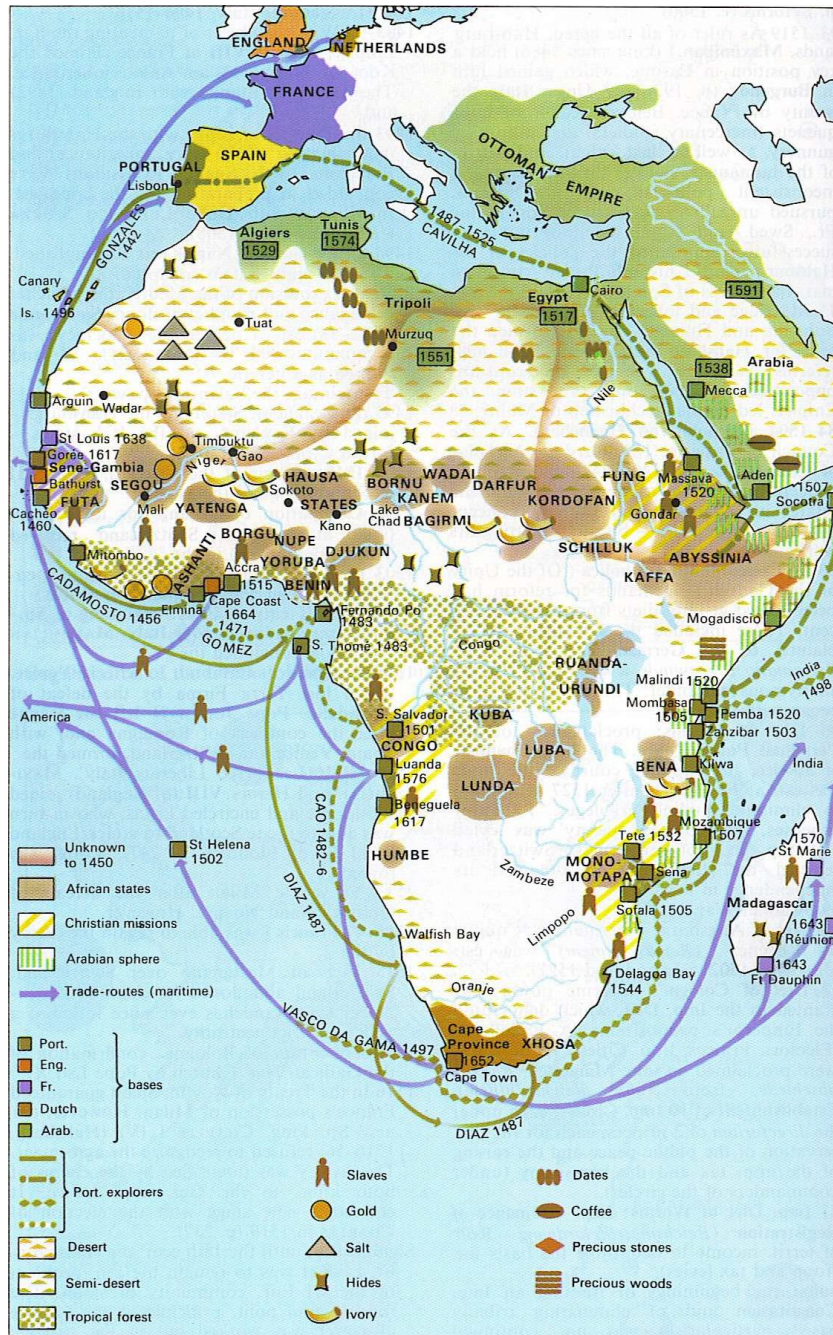 ENGLAND
NETHERLANDS
FRANCE
PORTUGAL
SPAIN
Lisbon
OTTOMAN
EMPIRE
GONZALES
1442
1487-1525
CAVILHA
Algiers
1529
Tunis
1574
Canary
Is. 1496
Tuat
Tripoli
Murzuq
1551
Egypt
1517
Cairo
1591
Nile
1538
Arabia
Mecca
Arguin
Wadar
St Louis 1638
Gorée 1617
Sene-Gambia
Bathurst
FUTA
Cacheo
1460
SEGOU
Mali
Timbuktu
Gao
Niger
YATENGA
HAUSA
Sokoto
STATES
Kano
BORNU
KANEM
Lake
Chad
WADAI
BAGIRMI
DARFUR
KORDOFAN
FUNG
Massava
1520
Gondar
Aden
1507
Socotra
SCHILLUK
ABYSSINIA
KAFFA
Mitombo
ASHANTI
BORGU
NUPE
YORUBA
BENIN
DJUKUN
Accra
1515
Elmina
Cape Coast
1664
1471
GOMEZ
CADAMOSTO 1456
Fernando Po
1483
S. Thomé 1483
Congo
Mogadiscio
RUANDA-
URUNDI
Malindi
1520
Mombasa
1505
Pemba 1520
Zanzibar 1503
India
1498
America
S. Salvador
1501
CONGO
Luanda
1576
Beneguela
1617
KUBA
LUBA
LUNDA
BENA
Kilwa
India
CAO 1482-6
HUMBE
St Helena
1502
DIAZ 1487
Zambeze
Tete 1532
MONO-
MOTAPA
Sena
Sofala 1505
Mozambique
1507
1570
St Marie
Madagascar
1643
Réunion
1643
Ft Dauphin
Limpopo
Walfish Bay
Delagoa Bay
1544
Oranje
VASCO DA GAMA 1497
Cape
Province
XHOSA
1652
Cape Town
DIAZ 1487
Unknown
to 1450
African states
Christian missions
Arabian sphere
Trade-routes (maritime)
Port.
Eng.
Fr.
Dutch
Arab.
bases
Port. explorers
Desert
Semi-desert
Tropical forest
Slaves
Gold
Salt
Hides
Ivory
Dates
Coffee
Precious stones
Precious woods